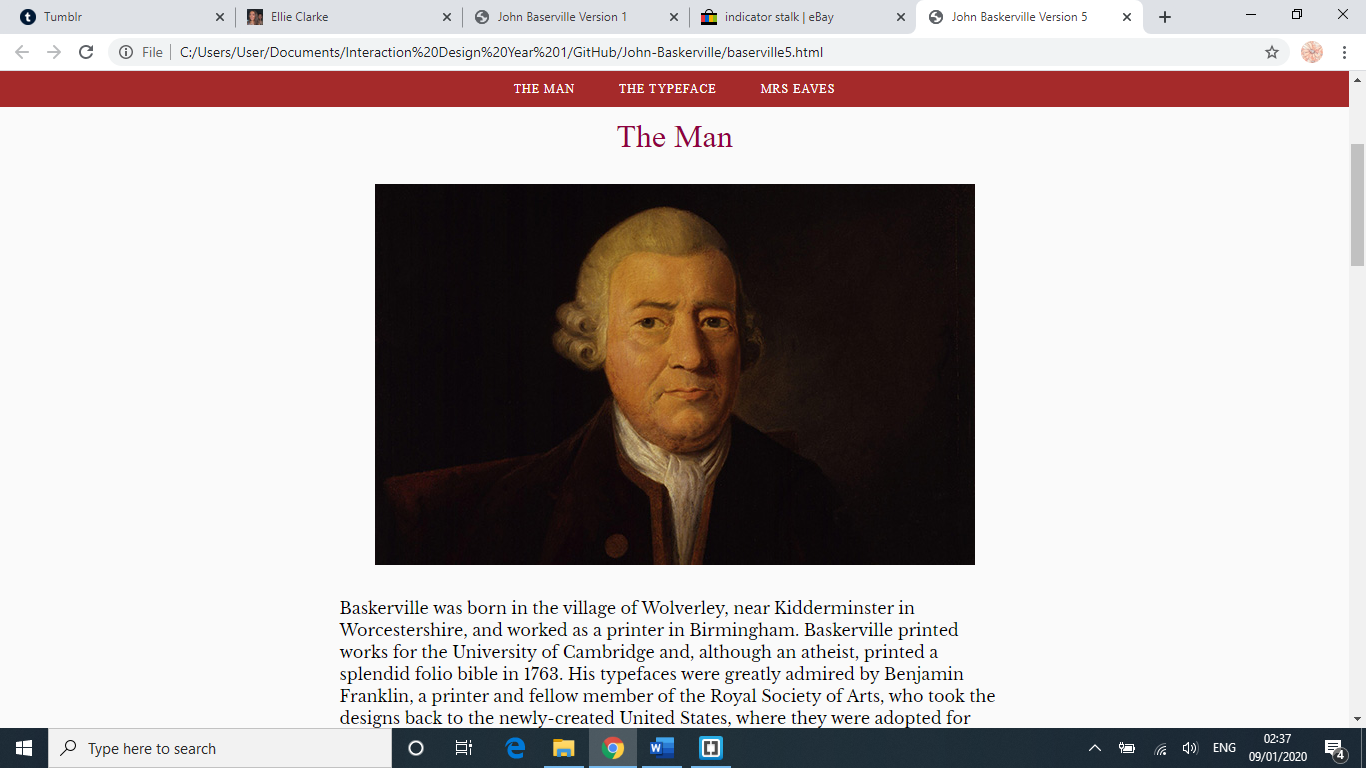 Tumblr
Ellie Clarke
John Baserville Version 1
indicator stalk | eBay
John Baskerville Version 5
File C:/Users/User/Documents/Interaction%20Design%20Year%201/GitHub/John-Baskerville/baserville5.html
THE MAN THE TYPEFACE MRS EAVES
The Man
Baskerville was born in the village of Wolverley, near Kidderminster in
Worcestershire, and worked as a printer in Birmingham. Baskerville printed
works for the University of Cambridge and, although an atheist, printed a
splendid folio bible in 1763. His typefaces were greatly admired by Benjamin
Franklin, a printer and fellow member of the Royal Society of Arts, who took the
designs back to the newly-created United States, where they were adopted for
Type here to search
ENG
02:37
09/01/2020
4